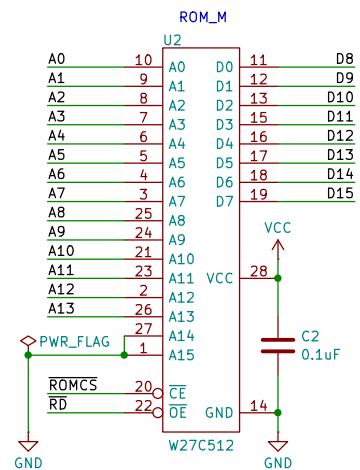 ROM_M
U2
A0 10 A0 D0 11 D8
A1 9 A1 D1 12 D9
A2 8 A2 D2 13 D10
A3 7 A3 D3 15 D11
A4 6 A4 D4 16 D12
A5 5 A5 D5 17 D13
A6 4 A6 D6 18 D14
A7 3 A7 D7 19 D15
A8 25 A8
A9 24 A9 VCC
A10 21 A10
A11 23 A11 VCC 28
A12 2 A12
A13 26 A13
27 A14 C2
PWR_FLAG 1 A15 0.1uF
ROMCS 20 CE
RD 22 OE GND 14
W27C512
GND GND